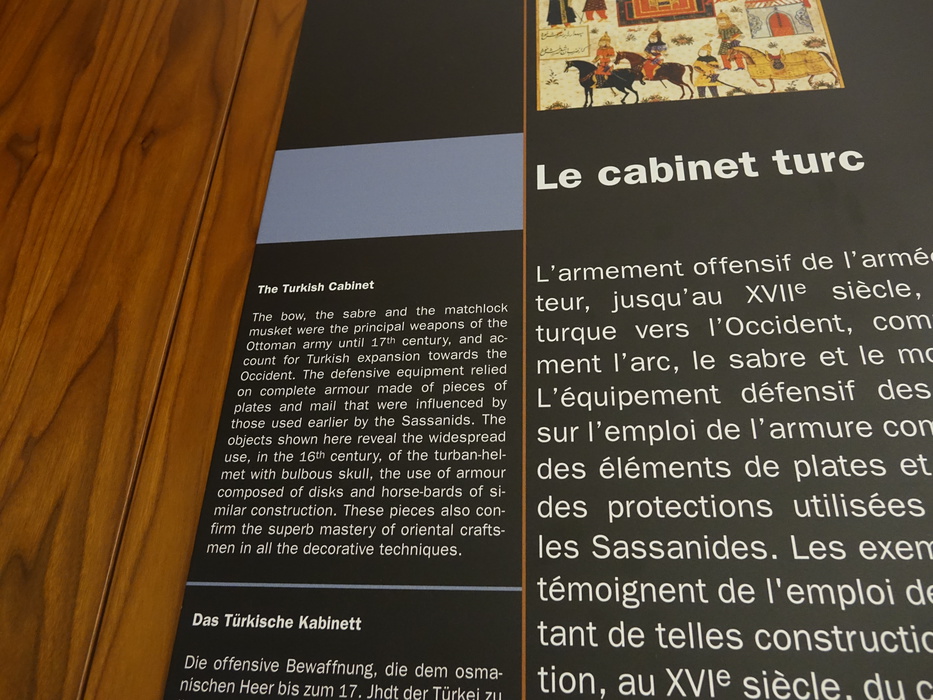 The Turkish Cabinet
The bow, the sabre and the matchlock
musket were the principal weapons of the
Ottoman army until 17th century, and ac-
count for Turkish expansion towards the
Occident. The defensive equipment relied
on complete armour made of pieces of
plates and mail that were influenced by
those used earlier by the Sassanids. The
objects shown here reveal the widespread
use, in the 16th century, of the turban-hel-
met with bulbous skull, the use of armour
composed of disks and horse-bards of si-
milar construction. These pieces also con-
firm the superb mastery of oriental crafts-
men in all the decorative techniques.
Das Türkische Kabinett
Die offensive Bewaffnung, die dem osma-
nischen Heer bis zum 17. Jhdt der Türkei zu
Le cabinet turc
L'armement offensif de l'armé
teur, jusqu'au XVIIe siècle,
turque vers l'Occident, com
ment l'arc, le sabre et le mo
L'équipement défensif des
sur l'emploi de l'armure con
des éléments de plates et
des protections utilisées
les Sassanides. Les exem
témoignent de l'emploi de
tant de telles constructio
tion, au XVIe siècle, du c